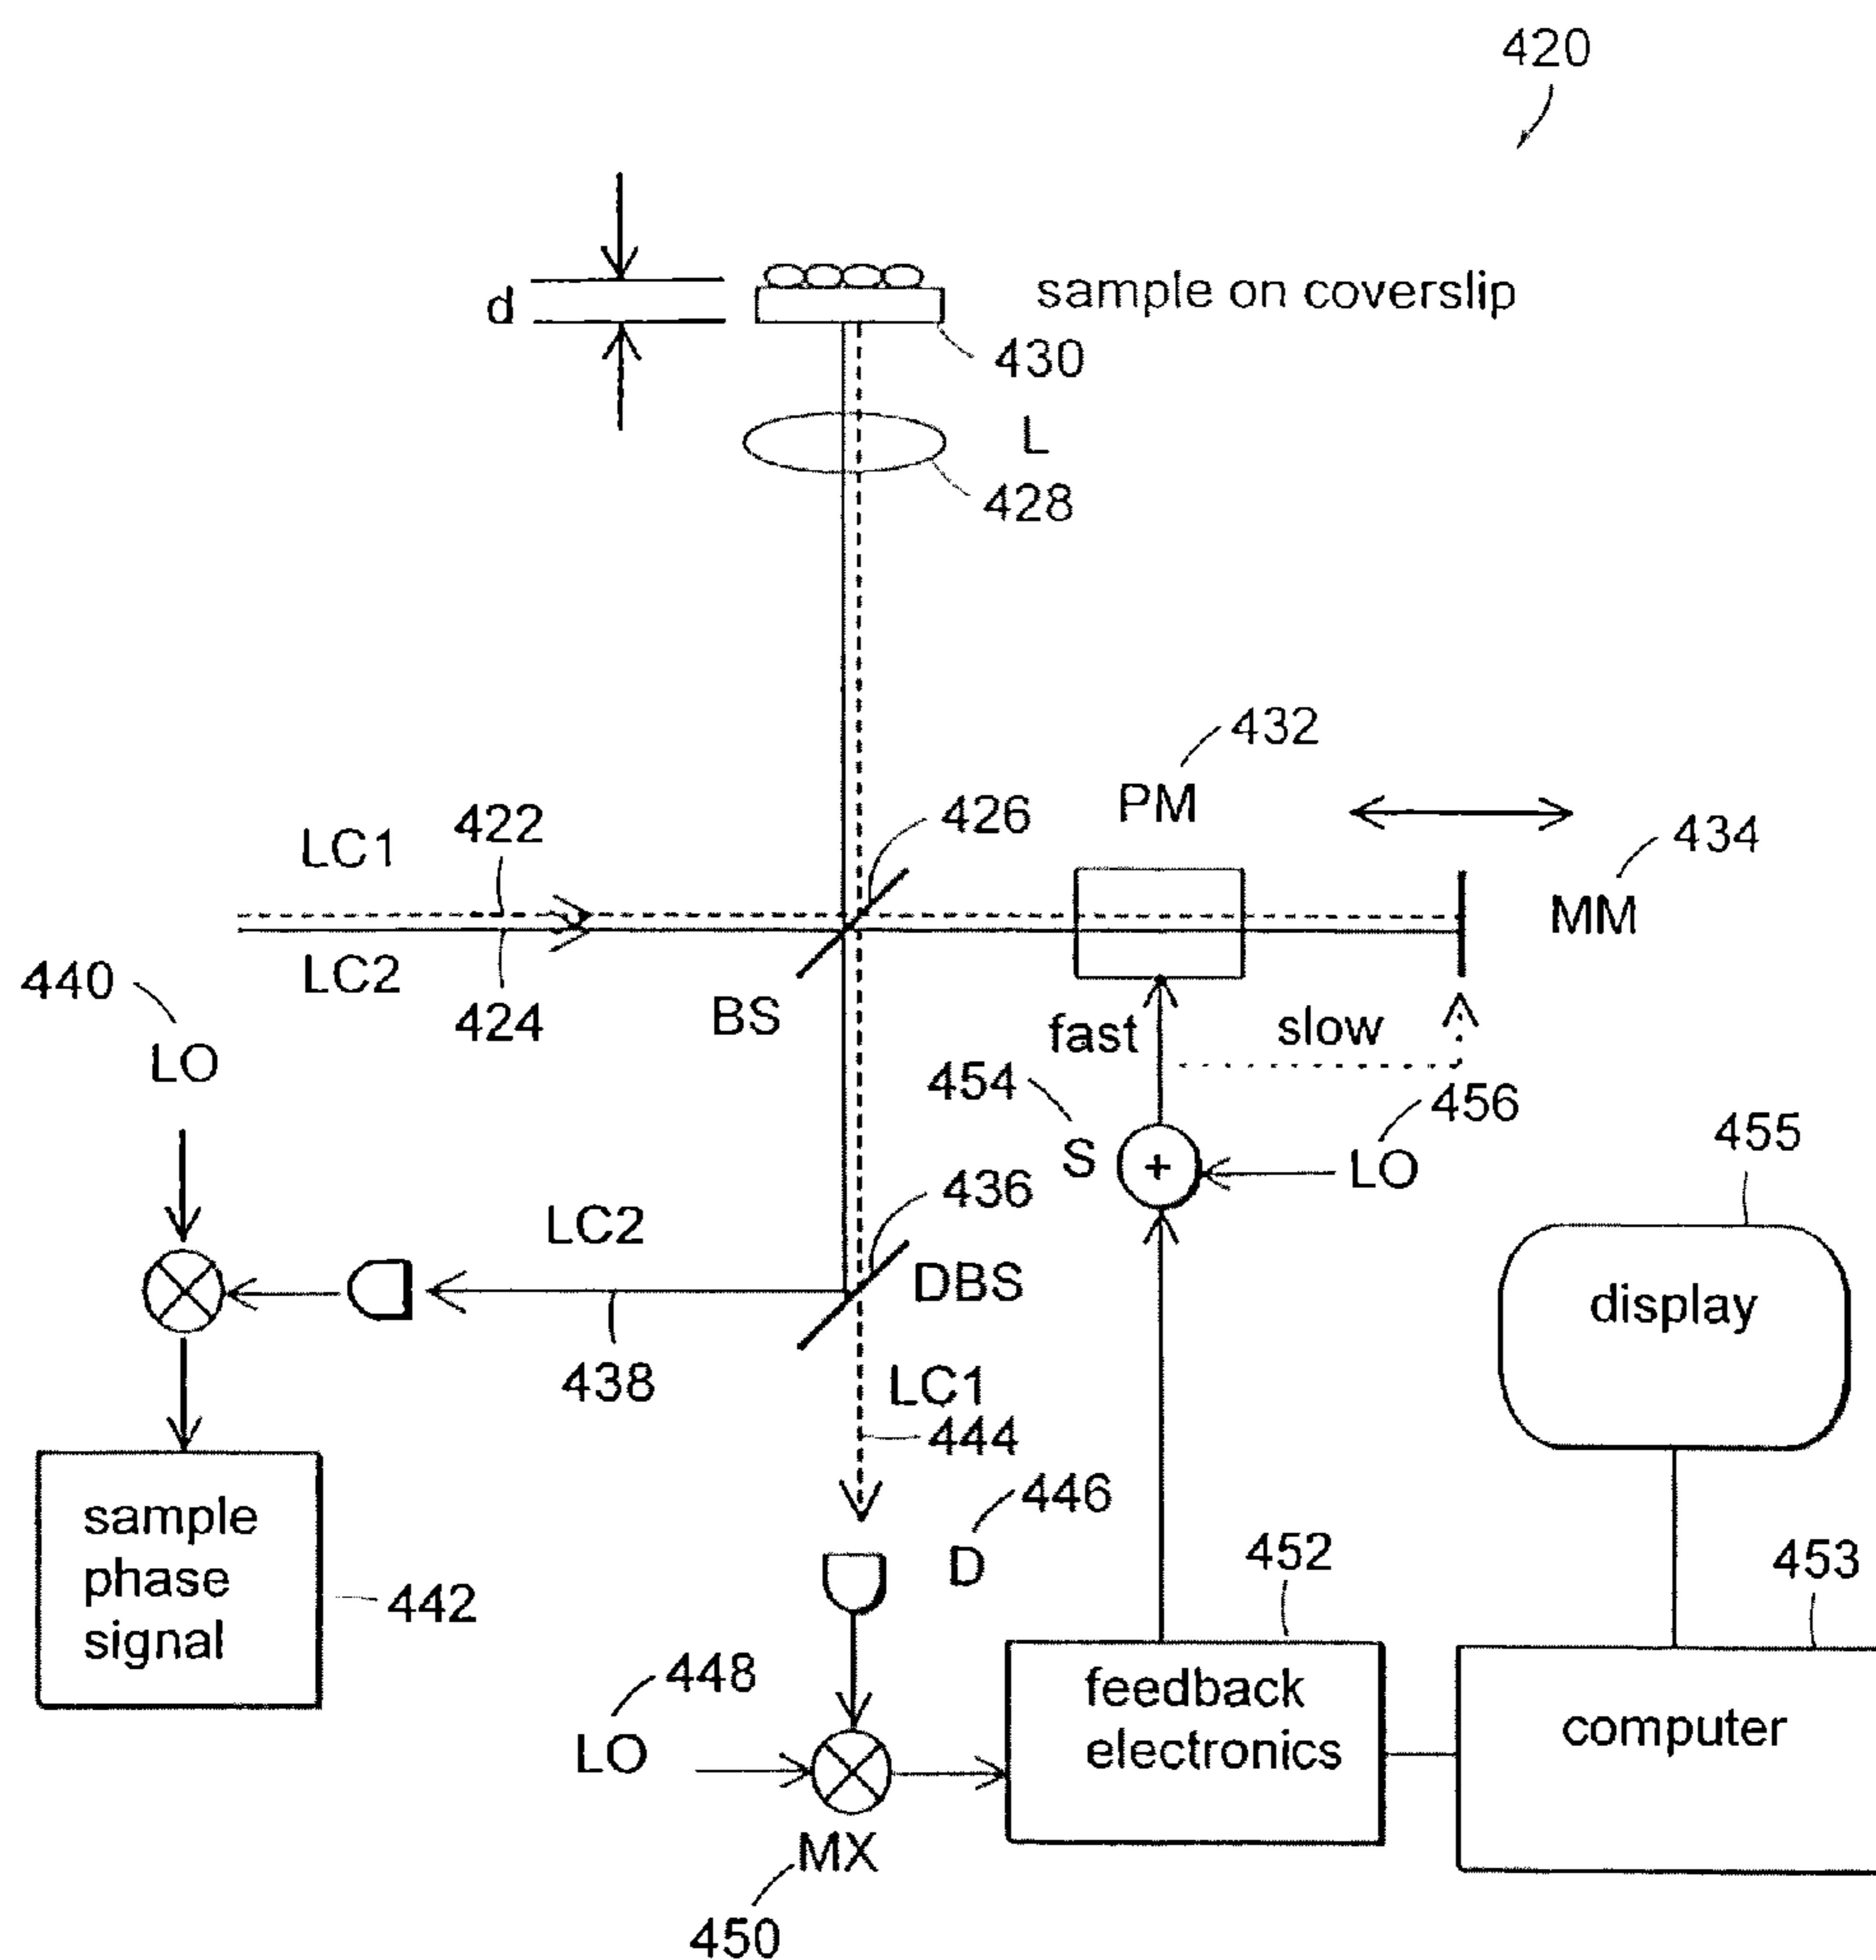 420
d
sample on coverslip
430
L
428
432
PM
434
MM
422
LC1
426
LC2
424
BS
440
LO
fast
slow
454
S
+
456
LO
455
display
436
DBS
LC2
438
LC1
444
446
D
sample
phase
signal
442
448
LO
MX
450
452
feedback
electronics
453
computer